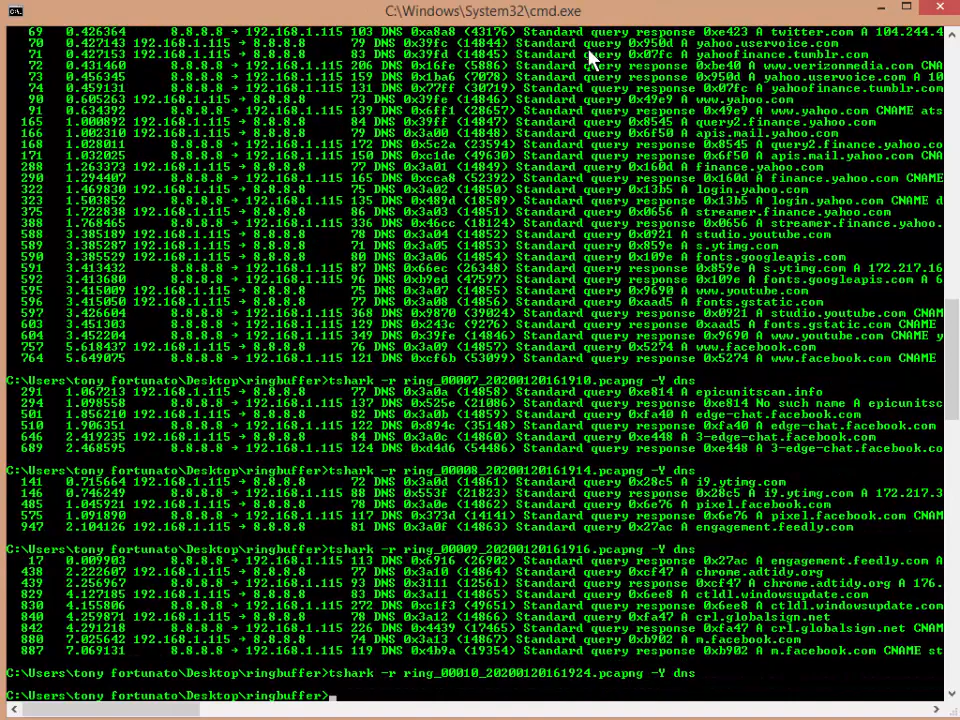 C:\Windows\System32\cmd.exe
69 0.426364 8.8.8.8 → 192.168.1.115 103 DNS 0xa8a8 (43176) Standard query response 0xe423 A twitter.com A 104.244.4
70 0.427143 192.168.1.115 → 8.8.8.8 79 DNS 0x39fc (14844) Standard query 0x950d A yahoo.uservoice.com
71 0.427153 192.168.1.115 → 8.8.8.8 83 DNS 0x39fd (14845) Standard query 0x07fc A yahoofinance.tumblr.com
72 0.431460 8.8.8.8 → 192.168.1.115 206 DNS 0x16fe (5886) Standard query response 0xbe40 A www.verizonmedia.com CNA
73 0.456345 8.8.8.8 → 192.168.1.115 159 DNS 0x1ba6 (7078) Standard query response 0x950d A yahoo.uservoice.com A 10
74 0.459131 8.8.8.8 → 192.168.1.115 131 DNS 0x77ff (30719) Standard query response 0x07fc A yahoofinance.tumblr.com
90 0.605263 192.168.1.115 → 8.8.8.8 73 DNS 0x39fe (14846) Standard query 0x49e9 A www.yahoo.com
91 0.634392 8.8.8.8 → 192.168.1.115 139 DNS 0x6ff1 (28657) Standard query response 0x49e9 A www.yahoo.com CNAME ats
165 1.000892 192.168.1.115 → 8.8.8.8 84 DNS 0x39ff (14847) Standard query 0x8545 A query2.finance.yahoo.com
166 1.002310 192.168.1.115 → 8.8.8.8 79 DNS 0x3a00 (14848) Standard query 0x6f50 A apis.mail.yahoo.com
168 1.028011 8.8.8.8 → 192.168.1.115 172 DNS 0x5c2a (23594) Standard query response 0x8545 A query2.finance.yahoo.co
171 1.032025 8.8.8.8 → 192.168.1.115 150 DNS 0xc1de (49630) Standard query response 0x6f50 A apis.mail.yahoo.com CNA
288 1.263373 192.168.1.115 → 8.8.8.8 77 DNS 0x3a01 (14849) Standard query 0x160d A finance.yahoo.com
290 1.294407 8.8.8.8 → 192.168.1.115 165 DNS 0xcca8 (52392) Standard query response 0x160d A finance.yahoo.com CNAME
322 1.469830 192.168.1.115 → 8.8.8.8 75 DNS 0x3a02 (14850) Standard query 0x13b5 A login.yahoo.com
323 1.503852 8.8.8.8 → 192.168.1.115 135 DNS 0x489d (18589) Standard query response 0x13b5 A login.yahoo.com CNAME d
375 1.722838 192.168.1.115 → 8.8.8.8 86 DNS 0x3a03 (14851) Standard query 0x0656 A streamer.finance.yahoo.com
388 1.768465 8.8.8.8 → 192.168.1.115 336 DNS 0x46cc (18124) Standard query response 0x0656 A streamer.finance.yahoo.
588 3.385189 192.168.1.115 → 8.8.8.8 78 DNS 0x3a04 (14852) Standard query 0x0921 A studio.youtube.com
589 3.385287 192.168.1.115 → 8.8.8.8 71 DNS 0x3a05 (14853) Standard query 0x859e A s.ytimg.com
590 3.385529 192.168.1.115 → 8.8.8.8 80 DNS 0x3a06 (14854) Standard query 0x109e A fonts.googleapis.com
591 3.413432 8.8.8.8 → 192.168.1.115 87 DNS 0x66ec (26348) Standard query response 0x859e A s.ytimg.com A 172.217.16
592 3.413680 8.8.8.8 → 192.168.1.115 96 DNS 0xb9ed (47597) Standard query response 0x109e A fonts.googleapis.com A 6
595 3.415009 192.168.1.115 → 8.8.8.8 75 DNS 0x3a07 (14855) Standard query 0x9690 A www.youtube.com
596 3.415050 192.168.1.115 → 8.8.8.8 77 DNS 0x3a08 (14856) Standard query 0xaad5 A fonts.gstatic.com
597 3.426604 8.8.8.8 → 192.168.1.115 368 DNS 0x9870 (39024) Standard query response 0x0921 A studio.youtube.com CNAM
603 3.451303 8.8.8.8 → 192.168.1.115 129 DNS 0x243c (9276) Standard query response 0xaad5 A fonts.gstatic.com CNAME
604 3.452204 8.8.8.8 → 192.168.1.115 349 DNS 0x39fe (14846) Standard query response 0x9690 A www.youtube.com CNAME y
757 5.618437 192.168.1.115 → 8.8.8.8 76 DNS 0x3a09 (14857) Standard query 0x5274 A www.facebook.com
764 5.649075 8.8.8.8 → 192.168.1.115 121 DNS 0xcf6b (53099) Standard query response 0x5274 A www.facebook.com CNAME
C:\Users\tony fortunato\Desktop\ringbuffer>tshark -r ring_00007_20200120161910.pcapng -Y dns
291 1.067213 192.168.1.115 → 8.8.8.8 77 DNS 0x3a0a (14858) Standard query 0xe814 A epicunitscan.info
294 1.098558 8.8.8.8 → 192.168.1.115 137 DNS 0x525e (21086) Standard query response 0xe814 No such name A epicunitsc
501 1.856210 192.168.1.115 → 8.8.8.8 82 DNS 0x3a0b (14859) Standard query 0xfa40 A edge-chat.facebook.com
510 1.906351 8.8.8.8 → 192.168.1.115 122 DNS 0x894c (35148) Standard query response 0xfa40 A edge-chat.facebook.com
646 2.419235 192.168.1.115 → 8.8.8.8 84 DNS 0x3a0c (14860) Standard query 0xe448 A 3-edge-chat.facebook.com
689 2.468595 8.8.8.8 → 192.168.1.115 124 DNS 0xd4d6 (54486) Standard query response 0xe448 A 3-edge-chat.facebook.co
C:\Users\tony fortunato\Desktop\ringbuffer>tshark -r ring_00008_20200120161914.pcapng -Y dns
141 0.715664 192.168.1.115 → 8.8.8.8 72 DNS 0x3a0d (14861) Standard query 0x28c5 A i9.ytimg.com
146 0.746249 8.8.8.8 → 192.168.1.115 88 DNS 0x553f (21823) Standard query response 0x28c5 A i9.ytimg.com A 172.217.3
485 1.045921 192.168.1.115 → 8.8.8.8 78 DNS 0x3a0e (14862) Standard query 0x6e76 A pixel.facebook.com
575 1.091890 8.8.8.8 → 192.168.1.115 117 DNS 0x373d (14141) Standard query response 0x6e76 A pixel.facebook.com CNAM
947 2.104126 192.168.1.115 → 8.8.8.8 81 DNS 0x3a0f (14863) Standard query 0x27ac A engagement.feedly.com
C:\Users\tony fortunato\Desktop\ringbuffer>tshark -r ring_00009_20200120161916.pcapng -Y dns
17 0.009903 8.8.8.8 → 192.168.1.115 113 DNS 0x6916 (26902) Standard query response 0x27ac A engagement.feedly.com A
438 2.222607 192.168.1.115 → 8.8.8.8 77 DNS 0x3a10 (14864) Standard query 0xcf47 A chrome.adtidy.org
439 2.256967 8.8.8.8 → 192.168.1.115 93 DNS 0x3111 (12561) Standard query response 0xcf47 A chrome.adtidy.org A 176.
829 4.127185 192.168.1.115 → 8.8.8.8 83 DNS 0x3a11 (14865) Standard query 0x6ee8 A ctldl.windowsupdate.com
830 4.155806 8.8.8.8 → 192.168.1.115 272 DNS 0xc1f3 (49651) Standard query response 0x6ee8 A ctldl.windowsupdate.com
840 4.259871 192.168.1.115 → 8.8.8.8 78 DNS 0x3a12 (14866) Standard query 0xfa47 A crl.globalsign.net
842 4.291218 8.8.8.8 → 192.168.1.115 226 DNS 0x4439 (17465) Standard query response 0xfa47 A crl.globalsign.net CNAM
880 7.025642 192.168.1.115 → 8.8.8.8 74 DNS 0x3a13 (14867) Standard query 0xb902 A m.facebook.com
887 7.069131 8.8.8.8 → 192.168.1.115 119 DNS 0x4b9a (19354) Standard query response 0xb902 A m.facebook.com CNAME st
C:\Users\tony fortunato\Desktop\ringbuffer>tshark -r ring_00010_20200120161924.pcapng -Y dns
C:\Users\tony fortunato\Desktop\ringbuffer>